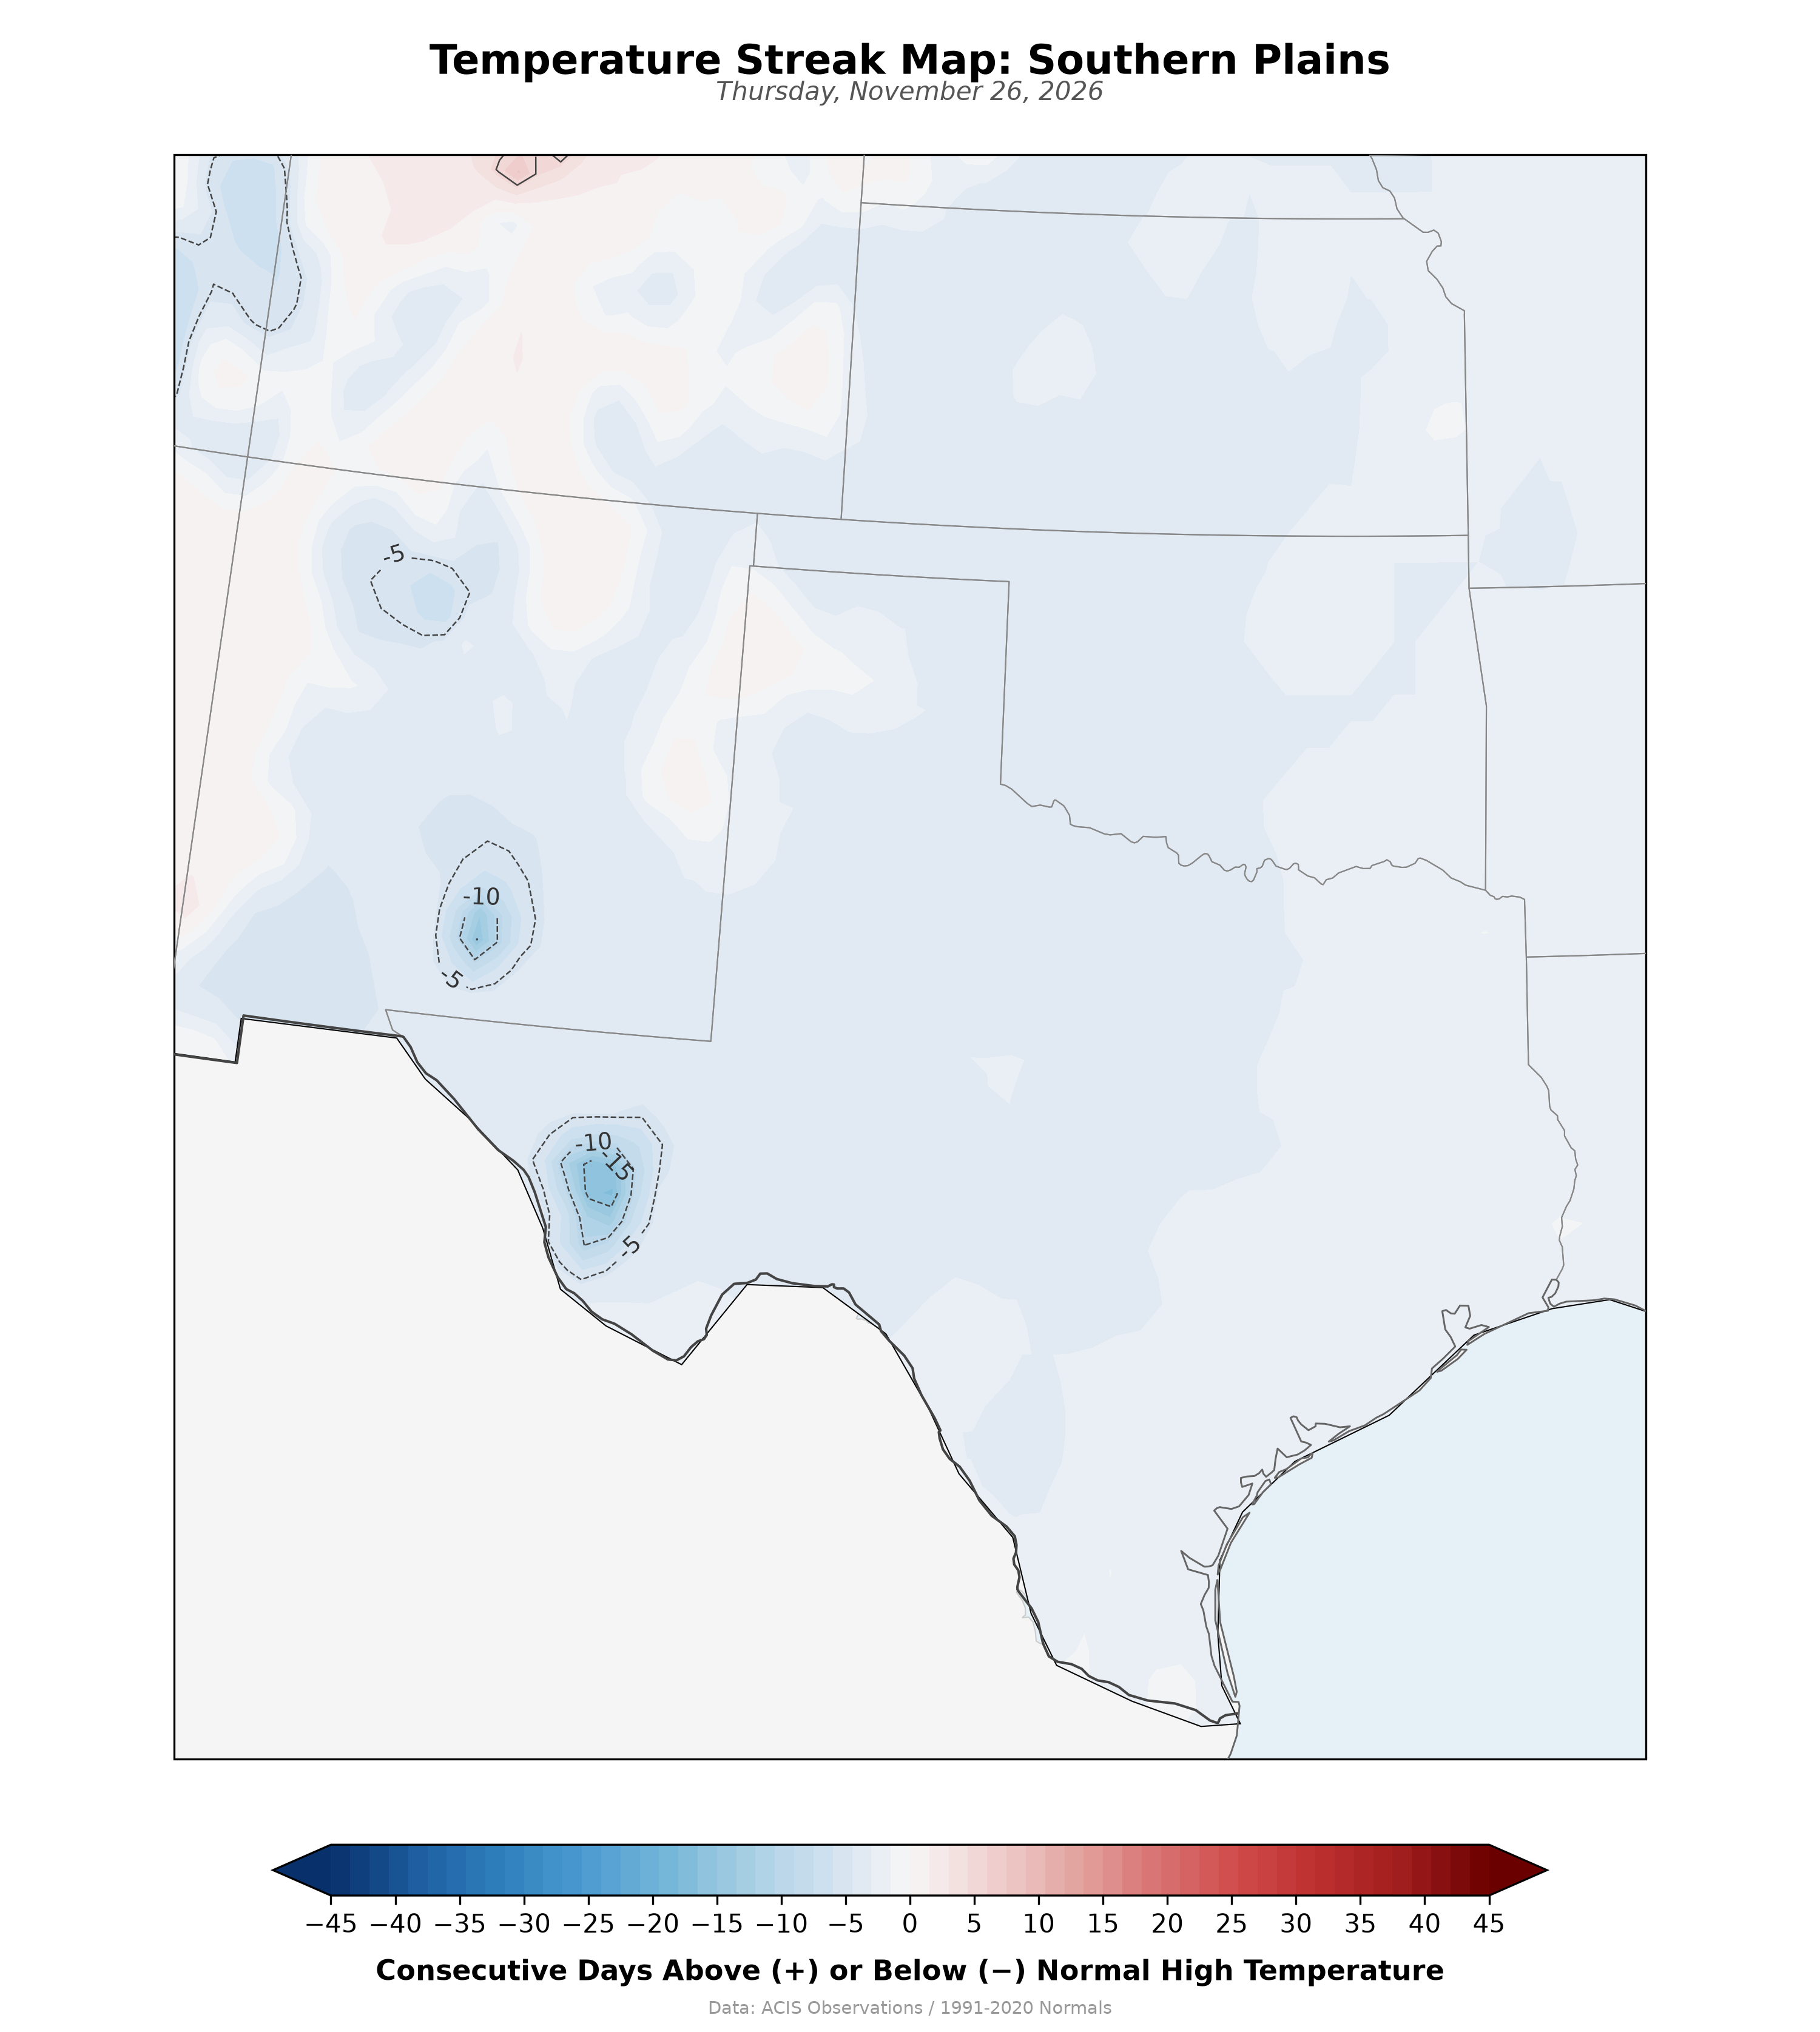 Temperature Streak Map: Southern Plains
Thursday, November 26, 2026
-5
-10
-5
-10
-15
-5
−45 −40 −35 −30 −25 −20 −15 −10 −5 0 5 10 15 20 25 30 35 40 45
Consecutive Days Above (+) or Below (−) Normal High Temperature
Data: ACIS Observations / 1991-2020 Normals